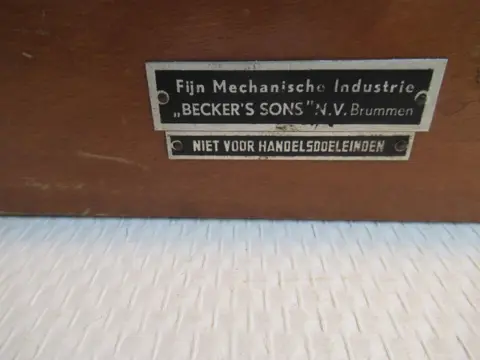 Fijn Mechanische Industrie
„BECKER'S SONS" N.V. Brummen
NIET VOOR HANDELSDOELEINDEN